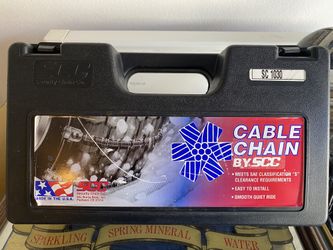 SCC
SC 1030
CABLE
CHAIN
BY SCC
• MEETS SAE CLASSIFICATION "S"
CLEARANCE REQUIREMENTS
• EASY TO INSTALL
• SMOOTH QUIET RIDE
SCC
MADE IN THE U.S.A.
SPARKLING SPRING MINERAL WATER